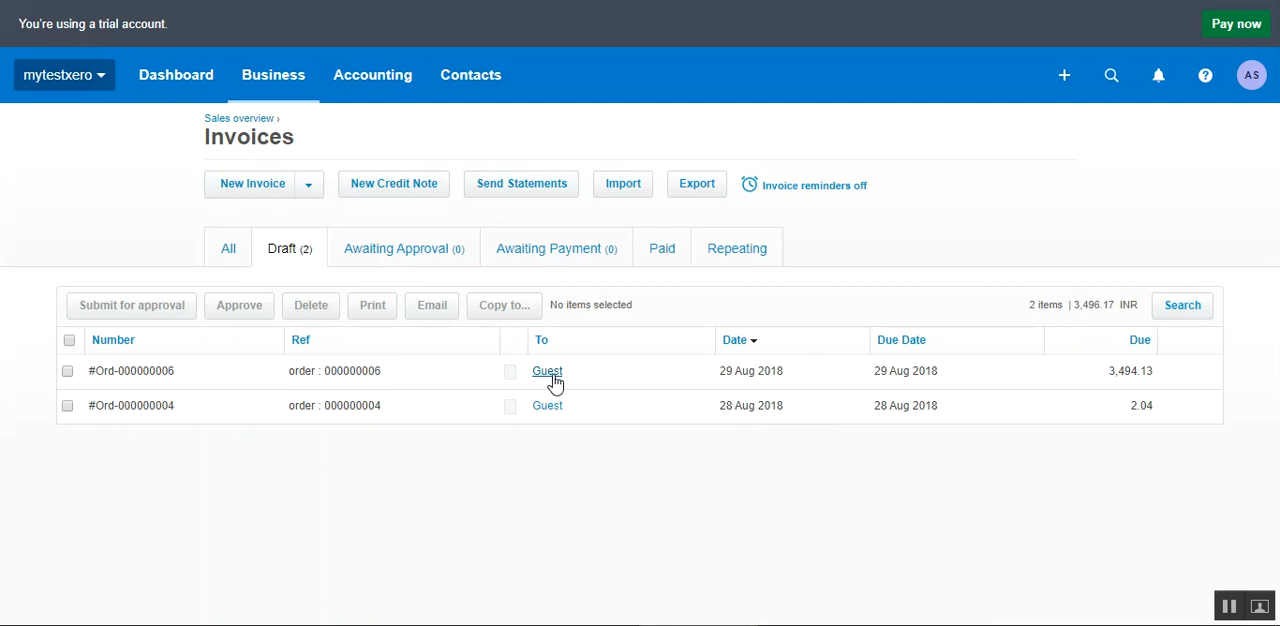 You're using a trial account.
Pay now
mytestxero
Dashboard
Business
Accounting
Contacts
AS
Sales overview ›
Invoices
New Invoice
New Credit Note
Send Statements
Import
Export
Invoice reminders off
All
Draft (2)
Awaiting Approval (0)
Awaiting Payment (0)
Paid
Repeating
Submit for approval
Approve
Delete
Print
Email
Copy to...
No items selected
2 items | 3,496.17 INR
Search
Number Ref To Date Due Date Due
#Ord-000000006 order : 000000006 Guest 29 Aug 2018 29 Aug 2018 3,494.13
#Ord-000000004 order : 000000004 Guest 28 Aug 2018 28 Aug 2018 2.04